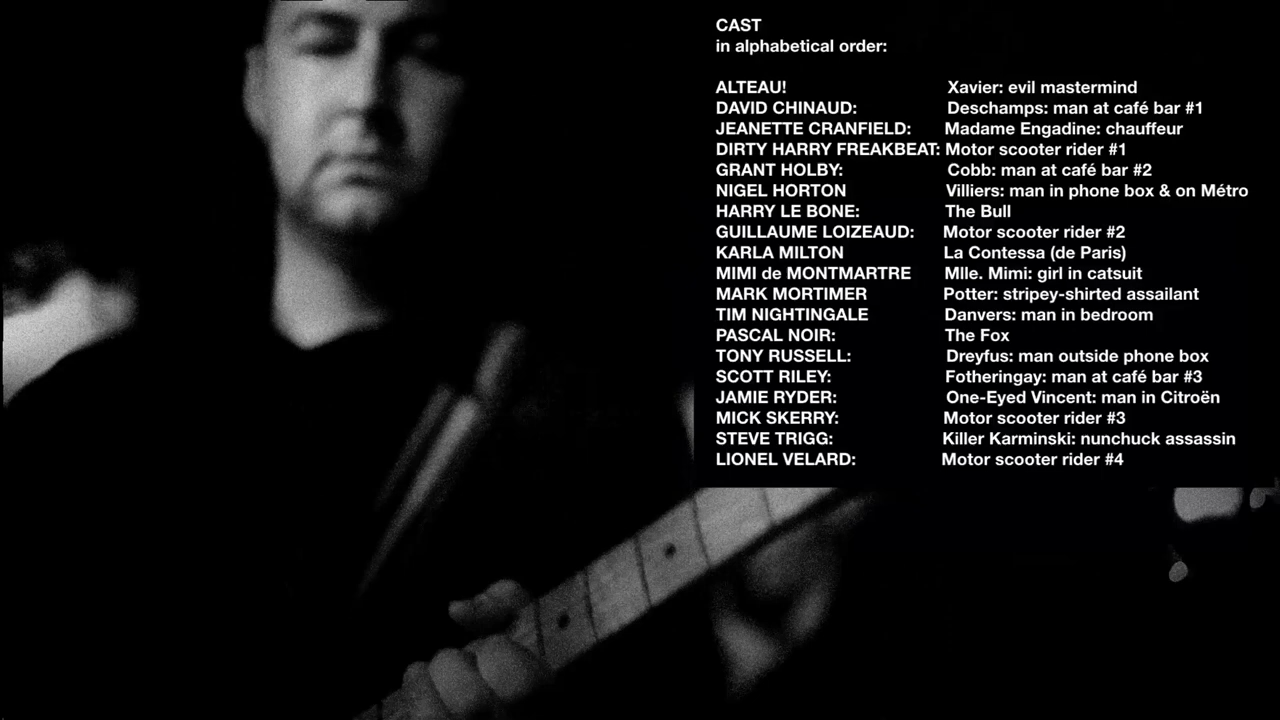 CAST
in alphabetical order:
ALTEAU! Xavier: evil mastermind
DAVID CHINAUD: Deschamps: man at café bar #1
JEANETTE CRANFIELD: Madame Engadine: chauffeur
DIRTY HARRY FREAKBEAT: Motor scooter rider #1
GRANT HOLBY: Cobb: man at café bar #2
NIGEL HORTON Villiers: man in phone box & on Métro
HARRY LE BONE: The Bull
GUILLAUME LOIZEAUD: Motor scooter rider #2
KARLA MILTON La Contessa (de Paris)
MIMI de MONTMARTRE Mlle. Mimi: girl in catsuit
MARK MORTIMER Potter: stripey-shirted assailant
TIM NIGHTINGALE Danvers: man in bedroom
PASCAL NOIR: The Fox
TONY RUSSELL: Dreyfus: man outside phone box
SCOTT RILEY: Fotheringay: man at café bar #3
JAMIE RYDER: One-Eyed Vincent: man in Citroën
MICK SKERRY: Motor scooter rider #3
STEVE TRIGG: Killer Karminski: nunchuck assassin
LIONEL VELARD: Motor scooter rider #4